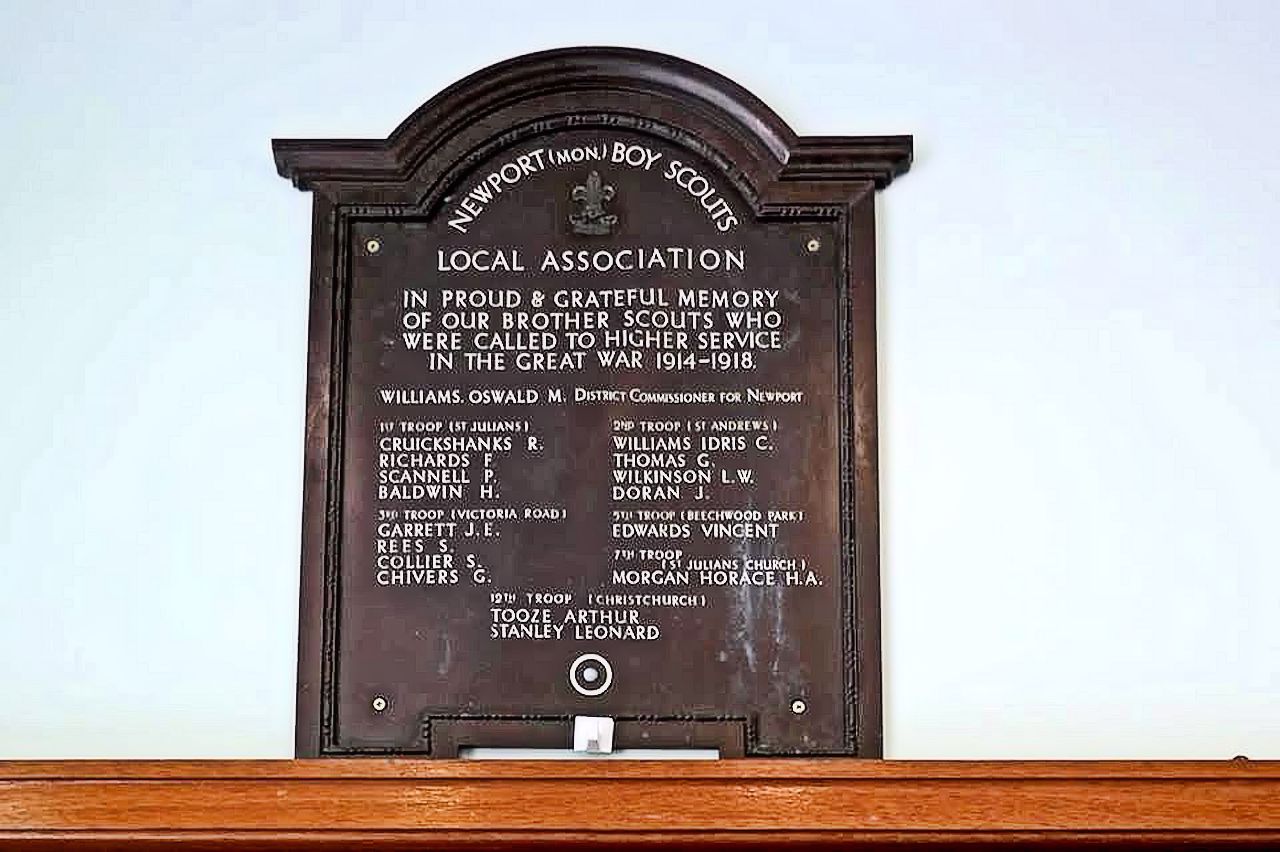 NEWPORT (MON.) BOY SCOUTS
LOCAL ASSOCIATION
IN PROUD & GRATEFUL MEMORY
OF OUR BROTHER SCOUTS WHO
WERE CALLED TO HIGHER SERVICE
IN THE GREAT WAR 1914-1918.
WILLIAMS. OSWALD M. DISTRICT COMMISSIONER FOR NEWPORT
1ST TROOP (ST JULIANS)
CRUICKSHANKS R.
RICHARDS F.
SCANNELL P.
BALDWIN H.
2ND TROOP (ST ANDREWS)
WILLIAMS IDRIS C.
THOMAS G.
WILKINSON L.W.
DORAN J.
3RD TROOP (VICTORIA ROAD)
GARRETT J.E.
REES S.
COLLIER S.
CHIVERS G.
5TH TROOP (BEECHWOOD PARK)
EDWARDS VINCENT
7TH TROOP
(ST JULIANS CHURCH)
MORGAN HORACE H.A.
TROOP (CHRISTCHURCH)
TOOZE ARTHUR
STANLEY LEONARD